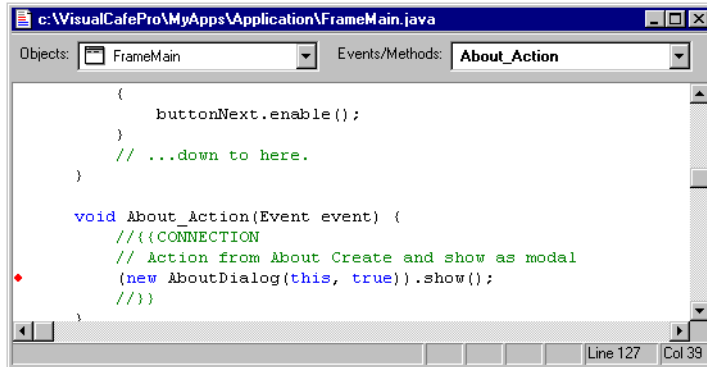 c:\VisualCafePro\MyApps\Application\FrameMain.java
Objects: FrameMain Events/Methods: About_Action
{
buttonNext.enable();
}
// ...down to here.
}
void About_Action(Event event) {
//{{CONNECTION
// Action from About Create and show as modal
(new AboutDialog(this, true)).show();
//}}
}
Line 127 Col 39